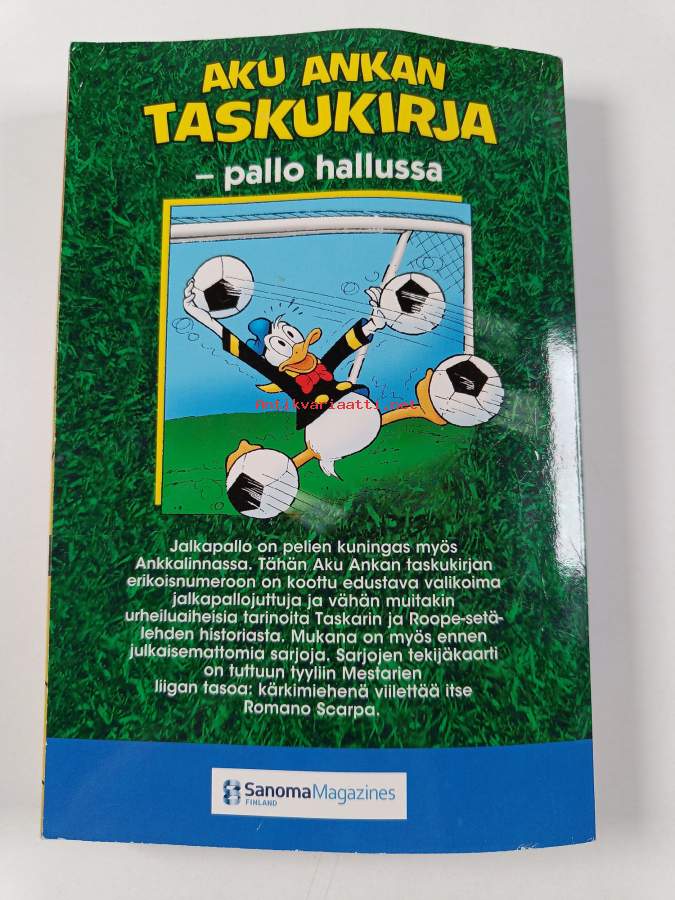 AKU ANKAN
TASKUKIRJA
– pallo hallussa
Antikvariaatti.net
Jalkapallo on pelien kuningas myös
Ankkalinnassa. Tähän Aku Ankan taskukirjan
erikoisnumeroon on koottu edustava valikoima
jalkapallojuttuja ja vähän muitakin
urheiluaiheisia tarinoita Taskarin ja Roope-setä-
lehden historiasta. Mukana on myös ennen
julkaisemattomia sarjoja. Sarjojen tekijäkaarti
on tuttuun tyyliin Mestarien
liigan tasoa: kärkimiehenä viilettää itse
Romano Scarpa.
SanomaMagazines
FINLAND